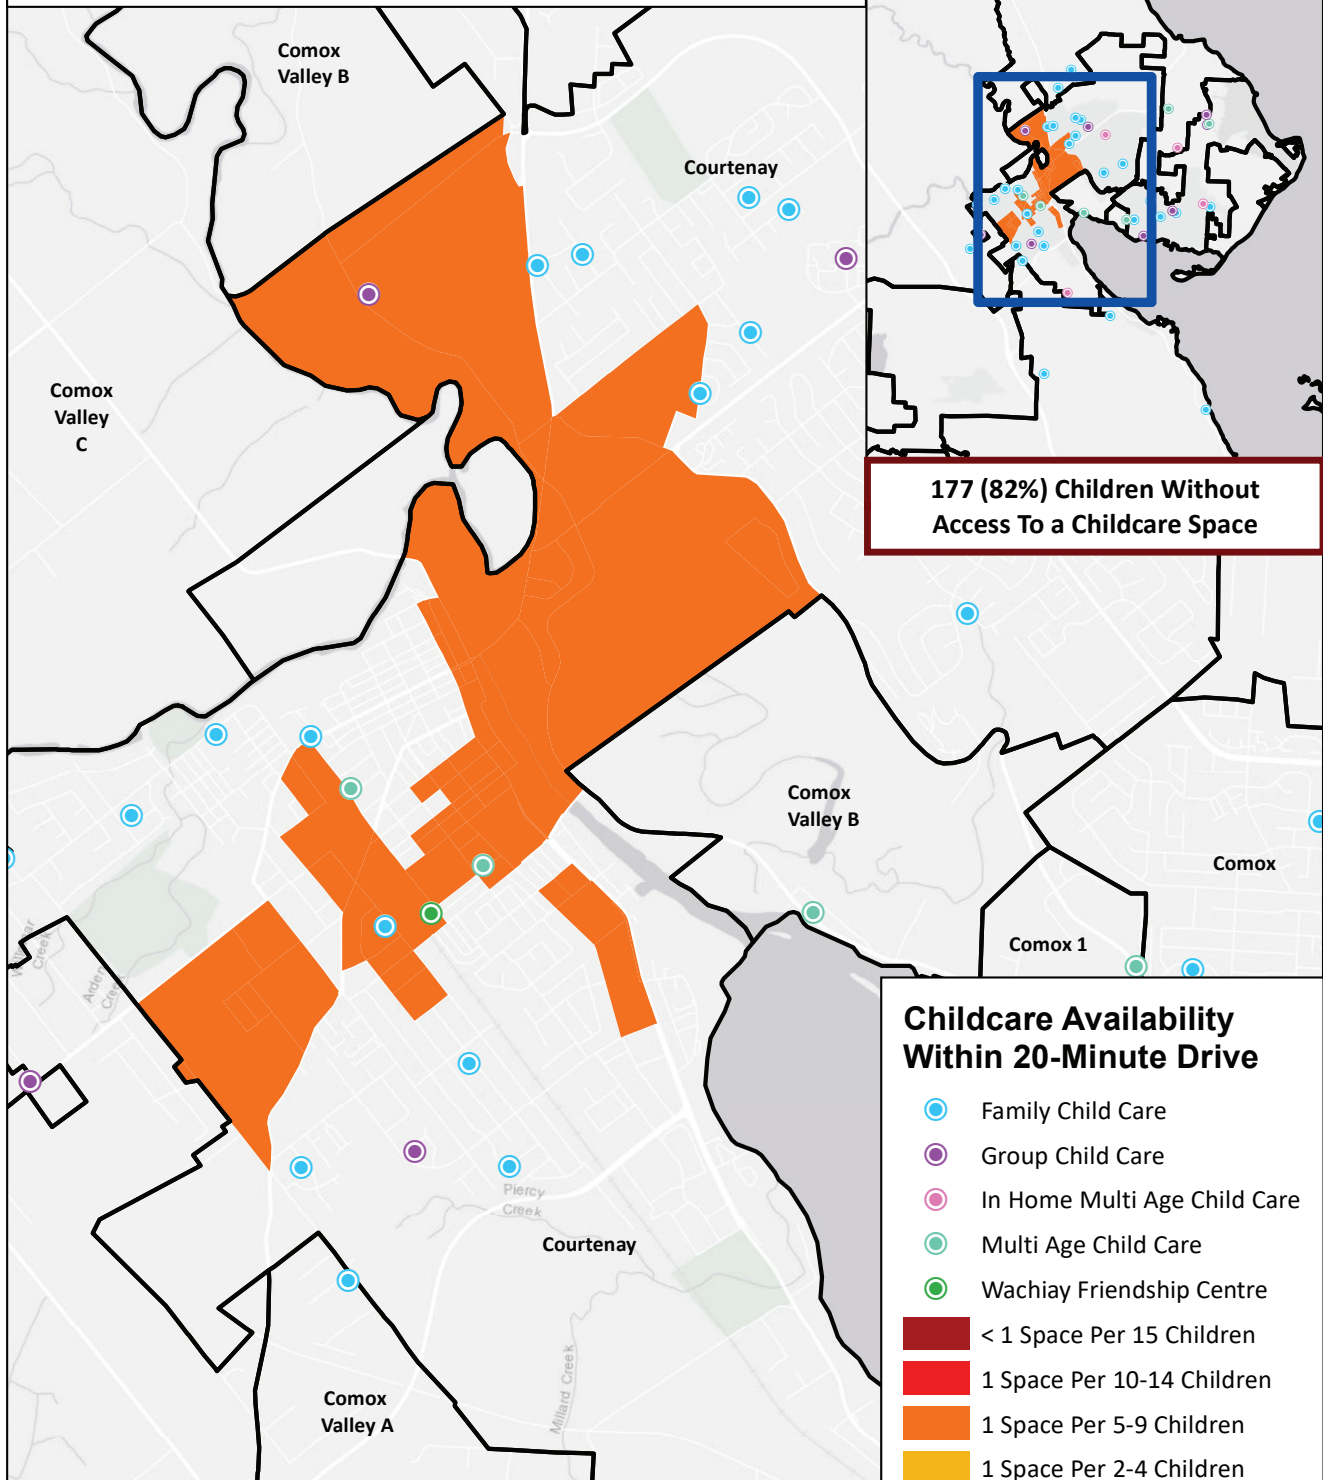 Comox
Valley B
Courtenay
Comox
Valley
C
177 (82%) Children Without
Access To a Childcare Space
Comox
Valley B
Comox
Comox 1
Creek
Arden
Creek
Piercy
Creek
Courtenay
Millard Creek
Comox
Valley A
Childcare Availability
Within 20-Minute Drive
Family Child Care
Group Child Care
In Home Multi Age Child Care
Multi Age Child Care
Wachiay Friendship Centre
< 1 Space Per 15 Children
1 Space Per 10-14 Children
1 Space Per 5-9 Children
1 Space Per 2-4 Children